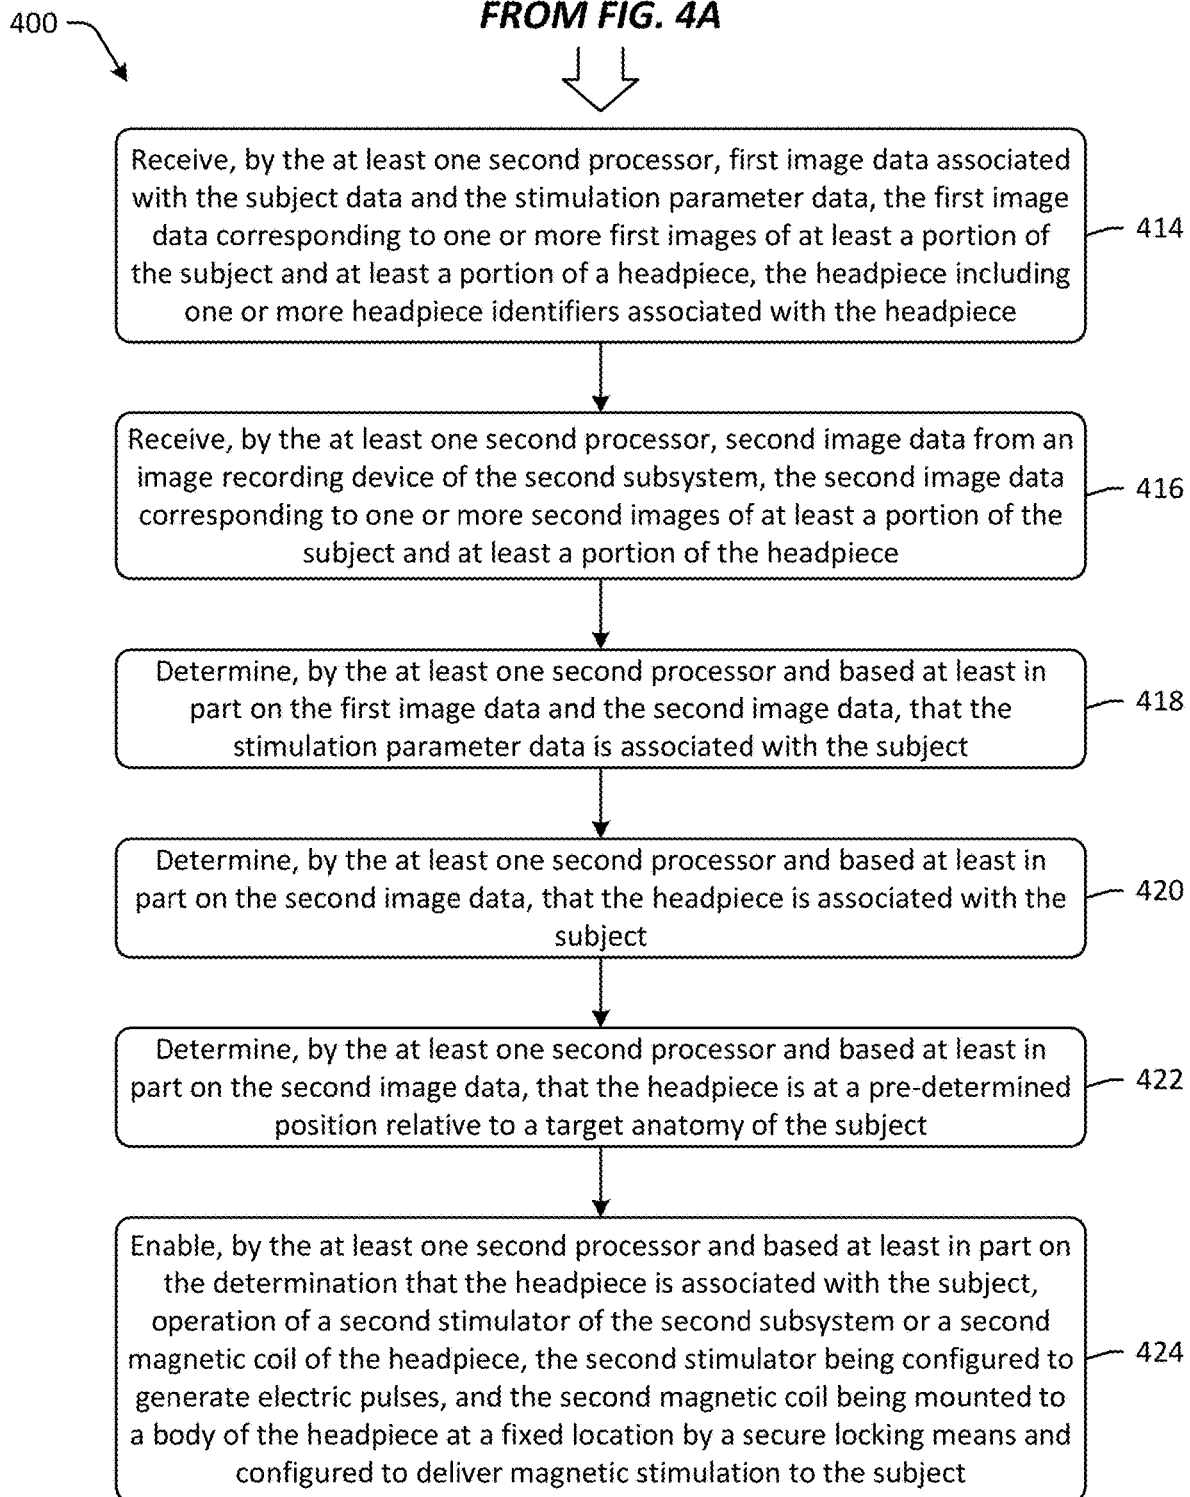 400
FROM FIG. 4A
Receive, by the at least one second processor, first image data associated
with the subject data and the stimulation parameter data, the first image
data corresponding to one or more first images of at least a portion of
the subject and at least a portion of a headpiece, the headpiece including
one or more headpiece identifiers associated with the headpiece
414
Receive, by the at least one second processor, second image data from an
image recording device of the second subsystem, the second image data
corresponding to one or more second images of at least a portion of the
subject and at least a portion of the headpiece
416
Determine, by the at least one second processor and based at least in
part on the first image data and the second image data, that the
stimulation parameter data is associated with the subject
418
Determine, by the at least one second processor and based at least in
part on the second image data, that the headpiece is associated with the
subject
420
Determine, by the at least one second processor and based at least in
part on the second image data, that the headpiece is at a pre-determined
position relative to a target anatomy of the subject
422
Enable, by the at least one second processor and based at least in part on
the determination that the headpiece is associated with the subject,
operation of a second stimulator of the second subsystem or a second
magnetic coil of the headpiece, the second stimulator being configured to
generate electric pulses, and the second magnetic coil being mounted to
a body of the headpiece at a fixed location by a secure locking means and
configured to deliver magnetic stimulation to the subject
424